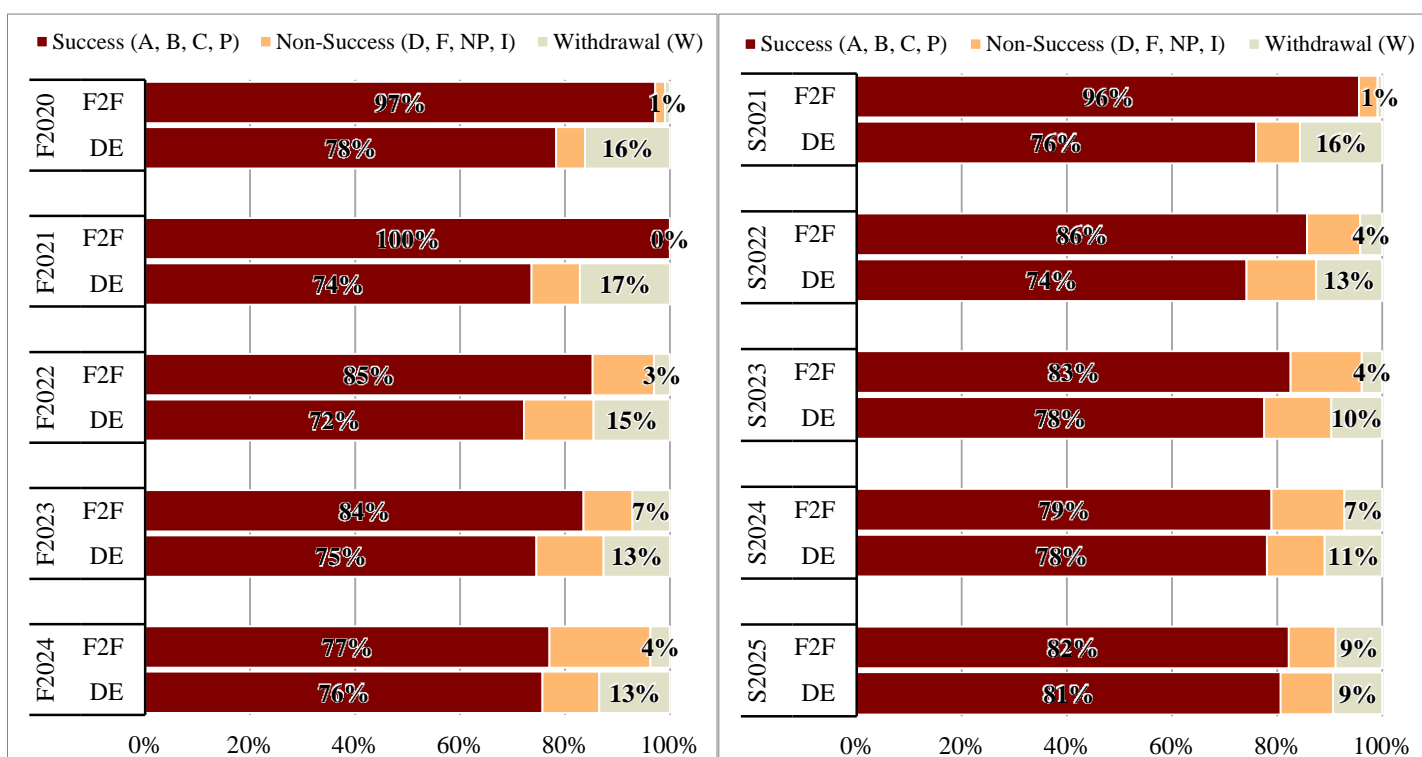 Success (A, B, C, P) Non-Success (D, F, NP, I) Withdrawal (W)
F2020
F2F 97% 1%
DE 78% 16%
F2021
F2F 100% 0%
DE 74% 17%
F2022
F2F 85% 3%
DE 72% 15%
F2023
F2F 84% 7%
DE 75% 13%
F2024
F2F 77% 4%
DE 76% 13%
0% 20% 40% 60% 80% 100%
Success (A, B, C, P) Non-Success (D, F, NP, I) Withdrawal (W)
S2021
F2F 96% 1%
DE 76% 16%
S2022
F2F 86% 4%
DE 74% 13%
S2023
F2F 83% 4%
DE 78% 10%
S2024
F2F 79% 7%
DE 78% 11%
S2025
F2F 82% 9%
DE 81% 9%
0% 20% 40% 60% 80% 100%